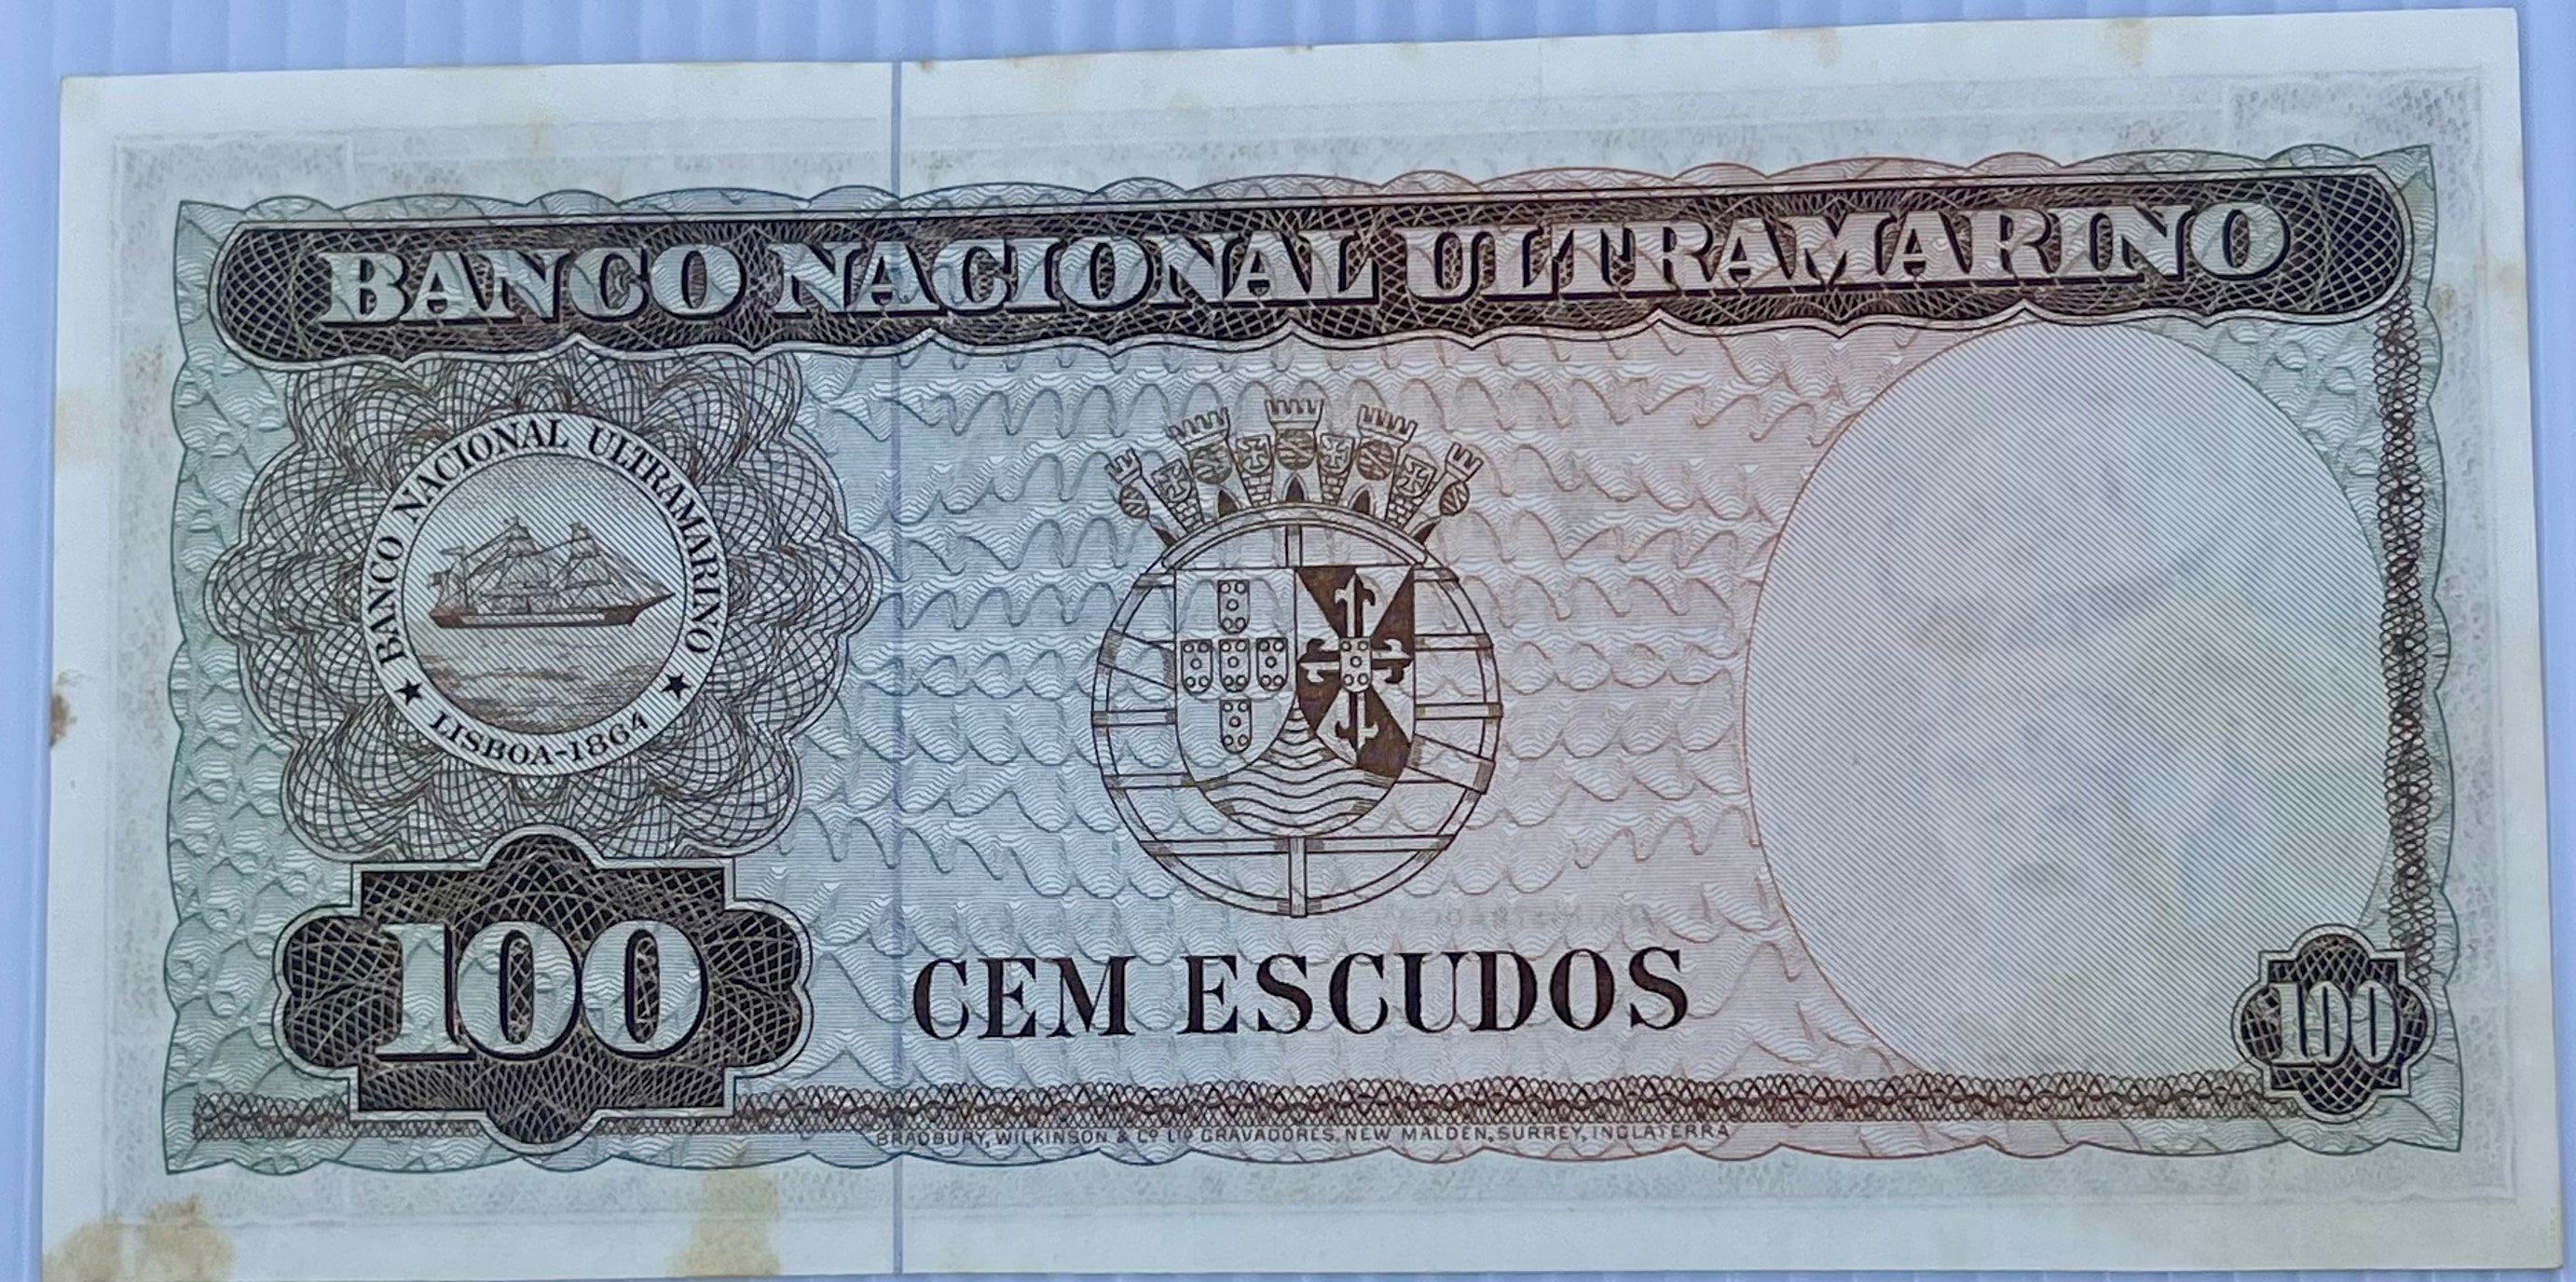 BANCO NACIONAL ULTRAMARINO
BANCO NACIONAL ULTRAMARINO
★ LISBOA-1864 ★
100
CEM ESCUDOS
100
BRADBURY, WILKINSON & Cº Lᵀᴰ GRAVADORES, NEW MALDEN, SURREY, INGLATERRA